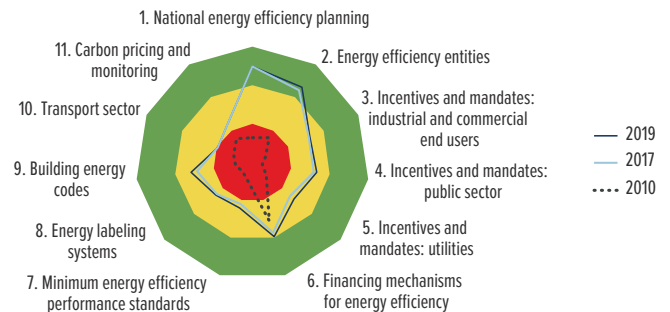 1. National energy efficiency planning
2. Energy efficiency entities
3. Incentives and mandates:
industrial and commercial
end users
4. Incentives and mandates:
public sector
5. Incentives and
mandates: utilities
6. Financing mechanisms
for energy efficiency
7. Minimum energy efficiency
performance standards
8. Energy labeling
systems
9. Building energy
codes
10. Transport sector
11. Carbon pricing and
monitoring
2019
2017
2010